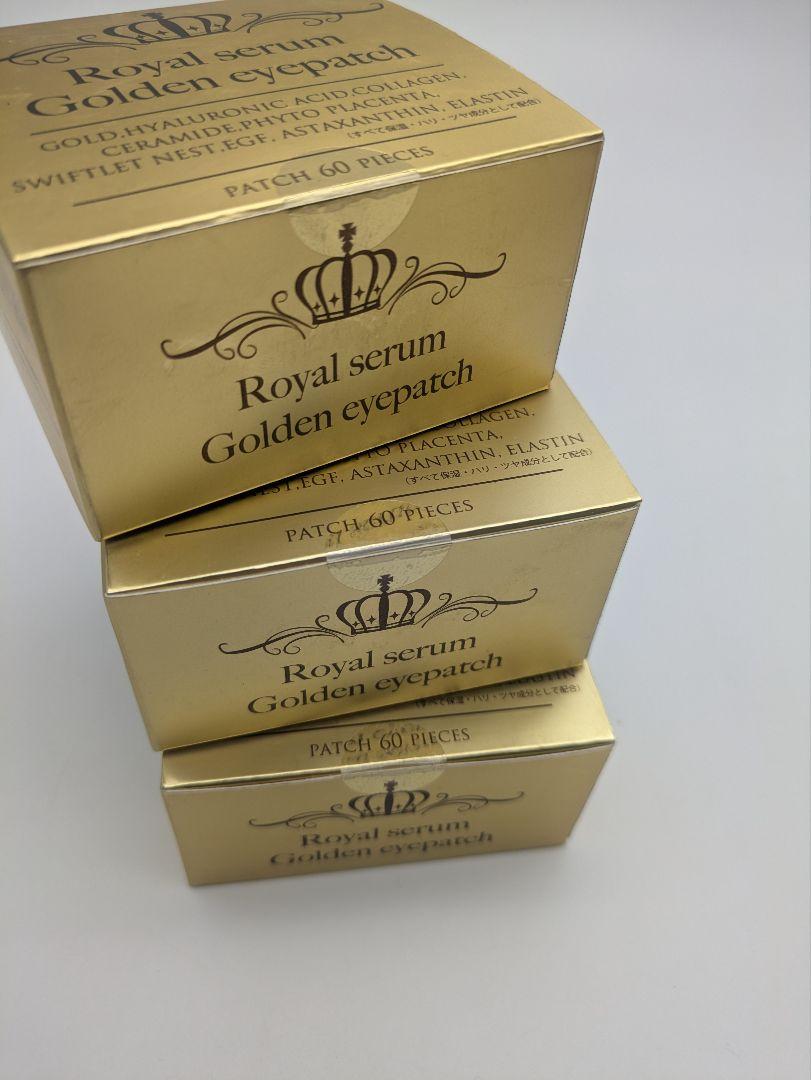 Royal serum
Golden eyepatch
GOLD,HYALURONIC ACID,COLLAGEN,
CERAMIDE,PHYTO PLACENTA,
SWIFTLET NEST,EGF, ASTAXANTHIN, ELASTIN
(すべて保湿・ハリ・ツヤ成分として配合)
PATCH 60 PIECES
Royal serum
Golden eyepatch
COLLAGEN,
PLACENTA,
NEST,EGF, ASTAXANTHIN, ELASTIN
(すべて保湿・ハリ・ツヤ成分として配合)
PATCH 60 PIECES
Royal serum
Golden eyepatch
ELASTIN
(すべて保湿・ハリ・ツヤ成分として配合)
PATCH 60 PIECES
Royal serum
Golden eyepatch